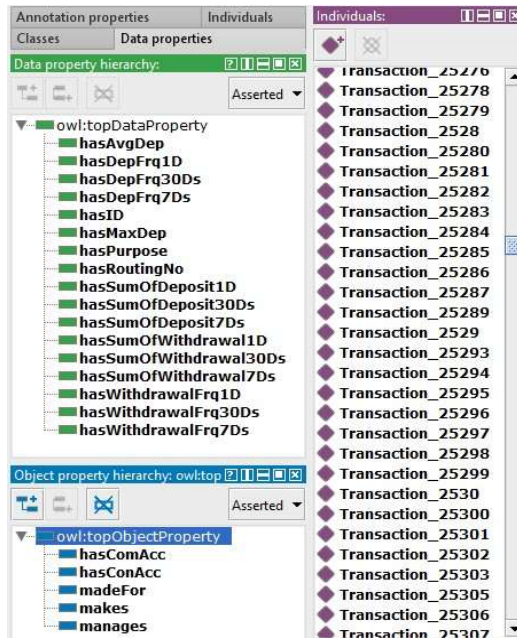 Annotation properties
Individuals
Classes
Data properties
Data property hierarchy:
Asserted
owl:topDataProperty
hasAvgDep
hasDepFrq1D
hasDepFrq30Ds
hasDepFrq7Ds
hasID
hasMaxDep
hasPurpose
hasRoutingNo
hasSumOfDeposit1D
hasSumOfDeposit30Ds
hasSumOfDeposit7Ds
hasSumOfWithdrawal1D
hasSumOfWithdrawal30Ds
hasSumOfWithdrawal7Ds
hasWithdrawalFrq1D
hasWithdrawalFrq30Ds
hasWithdrawalFrq7Ds
Object property hierarchy: owl:top
Asserted
owl:topObjectProperty
hasComAcc
hasConAcc
madeFor
makes
manages
Individuals:
Transaction_25276
Transaction_25278
Transaction_25279
Transaction_2528
Transaction_25280
Transaction_25281
Transaction_25282
Transaction_25283
Transaction_25284
Transaction_25285
Transaction_25286
Transaction_25287
Transaction_25289
Transaction_2529
Transaction_25293
Transaction_25294
Transaction_25295
Transaction_25296
Transaction_25297
Transaction_25298
Transaction_25299
Transaction_2530
Transaction_25300
Transaction_25301
Transaction_25302
Transaction_25303
Transaction_25305
Transaction_25306
Transaction_25307